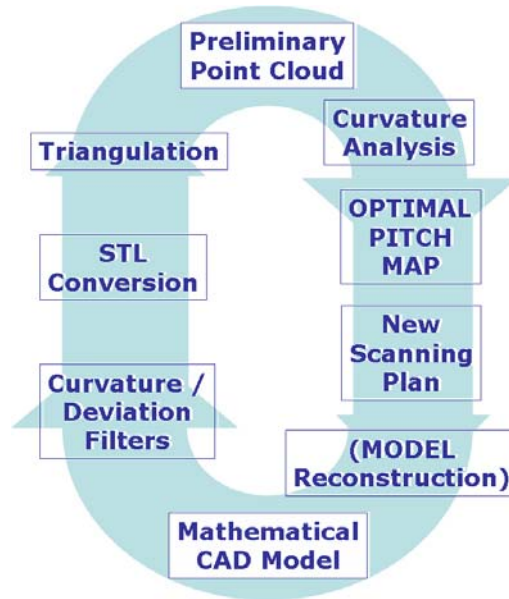 Preliminary
Point Cloud
Curvature
Analysis
OPTIMAL
PITCH
MAP
New
Scanning
Plan
(MODEL
Reconstruction)
Mathematical
CAD Model
Curvature /
Deviation
Filters
STL
Conversion
Triangulation